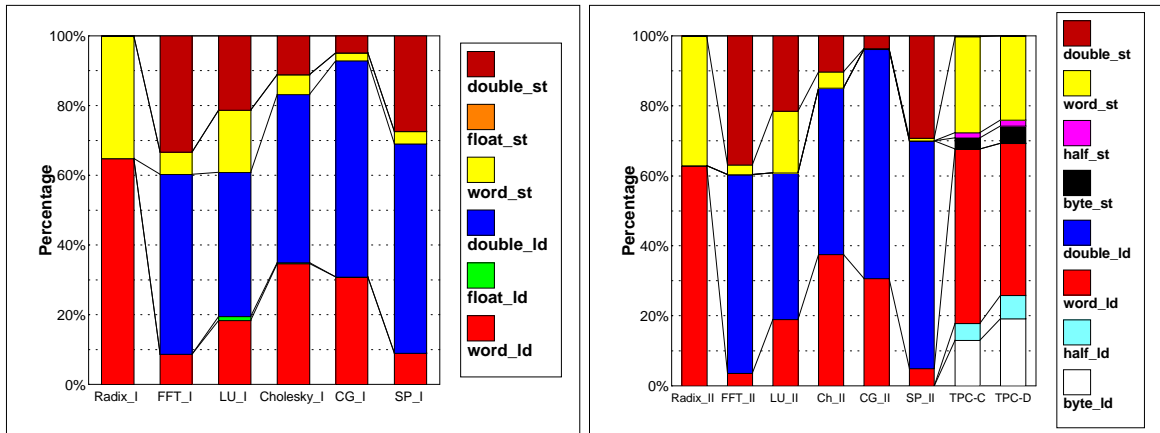 Percentage
100%
80%
60%
40%
20%
0%
Radix_I FFT_I LU_I Cholesky_I CG_I SP_I
double_st
float_st
word_st
double_ld
float_ld
word_ld
Percentage
100%
80%
60%
40%
20%
0%
Radix_II FFT_II LU_II Ch_II CG_II SP_II TPC-C TPC-D
double_st
word_st
half_st
byte_st
double_ld
word_ld
half_ld
byte_ld